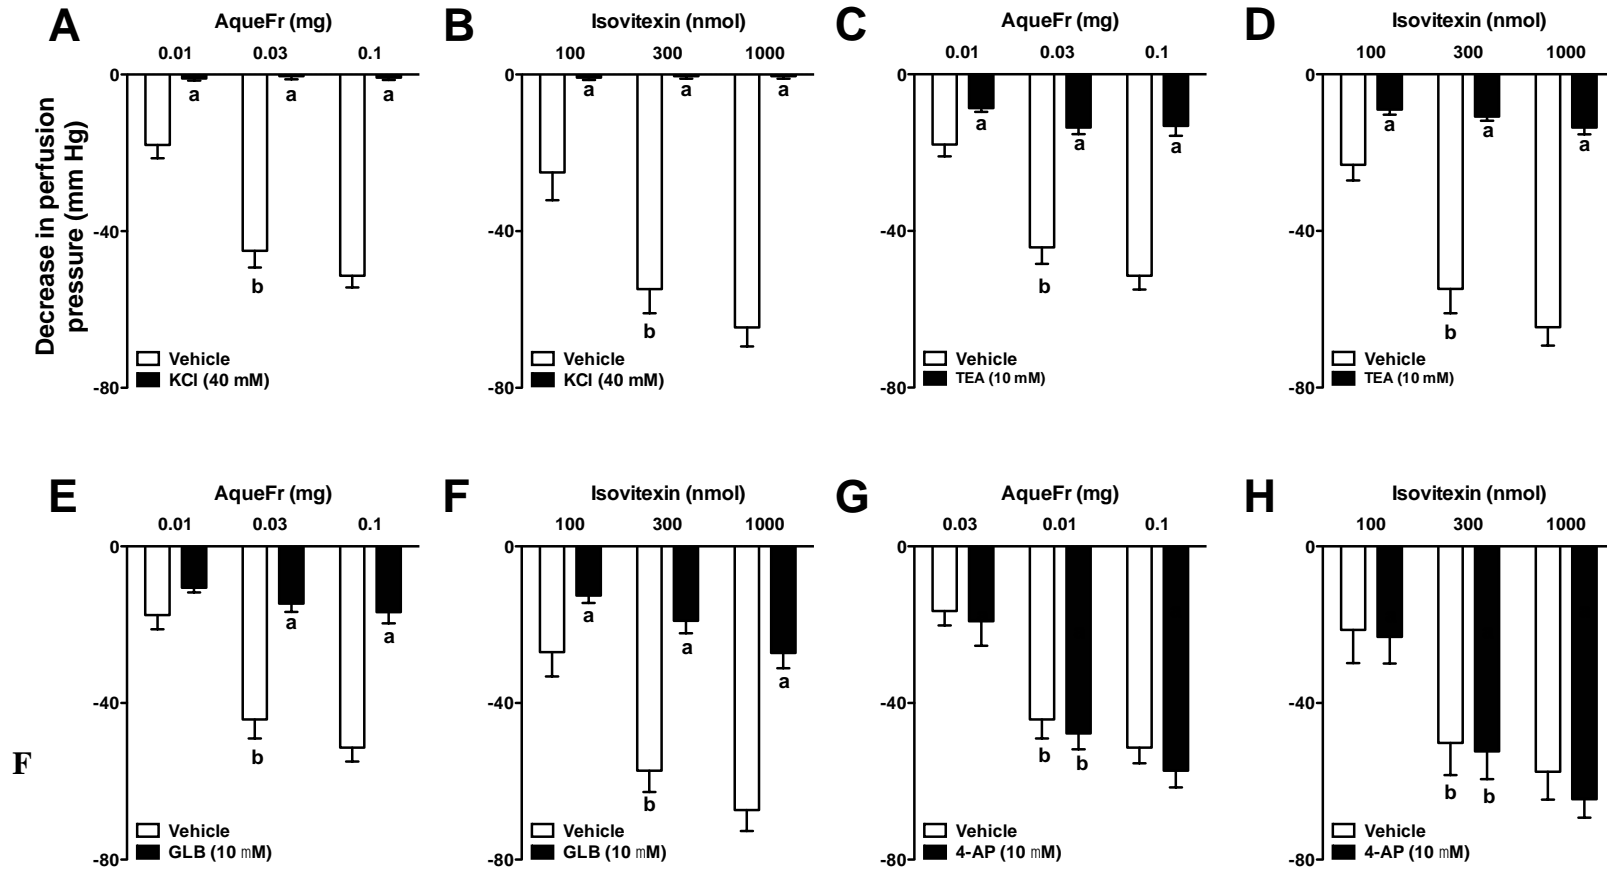 A
AqueFr (mg)
0.01 0.03 0.1
0
-40
-80
Decrease in perfusion
pressure (mm Hg)
a a a
b
Vehicle
KCl (40 mM)
B
Isovitexin (nmol)
100 300 1000
0
-40
-80
a a a
b
Vehicle
KCl (40 mM)
C
AqueFr (mg)
0.01 0.03 0.1
0
-40
-80
a a a
b
Vehicle
TEA (10 mM)
D
Isovitexin (nmol)
100 300 1000
0
-40
-80
a a a
b
Vehicle
TEA (10 mM)
E
AqueFr (mg)
0.01 0.03 0.1
0
-40
-80
a a
b
Vehicle
GLB (10 mM)
F
Isovitexin (nmol)
100 300 1000
0
-40
-80
a a a
b
Vehicle
GLB (10 mM)
G
AqueFr (mg)
0.03 0.01 0.1
0
-40
-80
b b
Vehicle
4-AP (10 mM)
H
Isovitexin (nmol)
100 300 1000
0
-40
-80
b b
Vehicle
4-AP (10 mM)
F